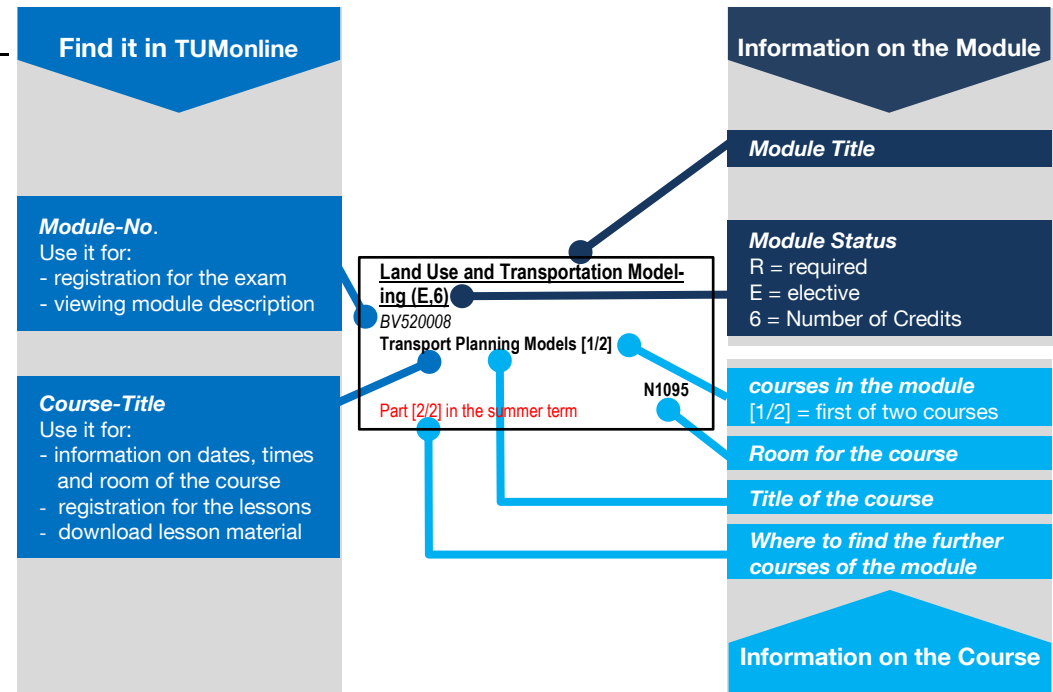 Find it in TUMonline
Module-No.
Use it for:
- registration for the exam
- viewing module description
Course-Title
Use it for:
- information on dates, times
and room of the course
- registration for the lessons
- download lesson material
Land Use and Transportation Model-
ing (E,6)
BV520008
Transport Planning Models [1/2]
N1095
Part [2/2] in the summer term
Information on the Module
Module Title
Module Status
R = required
E = elective
6 = Number of Credits
courses in the module
[1/2] = first of two courses
Room for the course
Title of the course
Where to find the further
courses of the module
Information on the Course